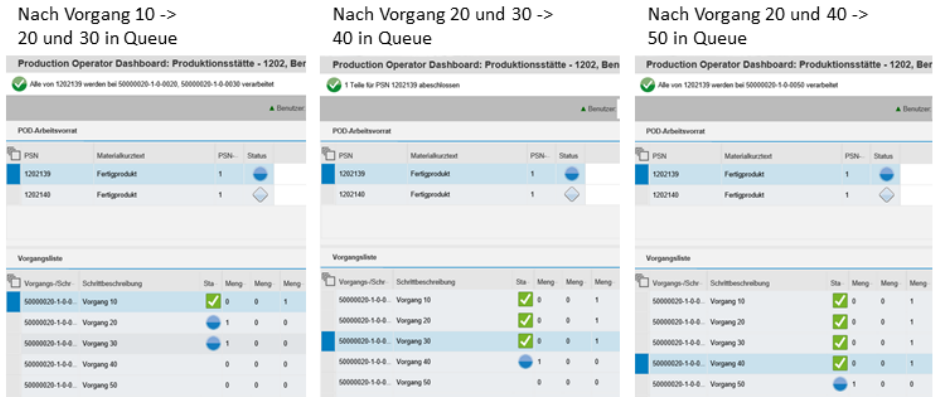 Nach Vorgang 10 ->
20 und 30 in Queue
Production Operator Dashboard: Produktionsstätte - 1202, Ber
Alle von 1202139 werden bei 50000020-1-0-0020, 50000020-1-0-0030 verarbeitet
Benutzer
POD-Arbeitsvorrat
PSN Materialkurztext PSN-.. Status
1202139 Fertigprodukt 1
1202140 Fertigprodukt 1
Vorgangsliste
Vorgangs-/Schr· Schrittbeschreibung Sta· Meng· Meng· Meng·
50000020-1-0-0... Vorgang 10 0 0 1
50000020-1-0-0... Vorgang 20 1 0 0
50000020-1-0-0... Vorgang 30 1 0 0
50000020-1-0-0... Vorgang 40 0 0 0
50000020-1-0-0... Vorgang 50 0 0 0
Nach Vorgang 20 und 30 ->
40 in Queue
Production Operator Dashboard: Produktionsstätte - 1202, Ben
1 Teile für PSN 1202139 abeschlossen
Benutzer:
POD-Arbeitsvorrat
PSN Materialkurztext PSN-.. Status
1202139 Fertigprodukt 1
1202140 Fertigprodukt 1
Vorgangsliste
Vorgangs-/Schr· Schrittbeschreibung Sta· Meng· Meng· Meng·
50000020-1-0-0... Vorgang 10 0 0 1
50000020-1-0-0... Vorgang 20 0 0 1
50000020-1-0-0... Vorgang 30 0 0 1
50000020-1-0-0... Vorgang 40 1 0 0
50000020-1-0-0... Vorgang 50 0 0 0
Nach Vorgang 20 und 40 ->
50 in Queue
Production Operator Dashboard: Produktionsstätte - 1202, Ben
Alle von 1202139 werden bei 50000020-1-0-0050 verarbeitet
Benutzer:
POD-Arbeitsvorrat
PSN Materialkurztext PSN-.. Status
1202139 Fertigprodukt 1
1202140 Fertigprodukt 1
Vorgangsliste
Vorgangs-/Schr· Schrittbeschreibung Sta· Meng· Meng· Meng
50000020-1-0-0... Vorgang 10 0 0 1
50000020-1-0-0... Vorgang 20 0 0 1
50000020-1-0-0... Vorgang 30 0 0 1
50000020-1-0-0... Vorgang 40 0 0 1
50000020-1-0-0... Vorgang 50 1 0 0